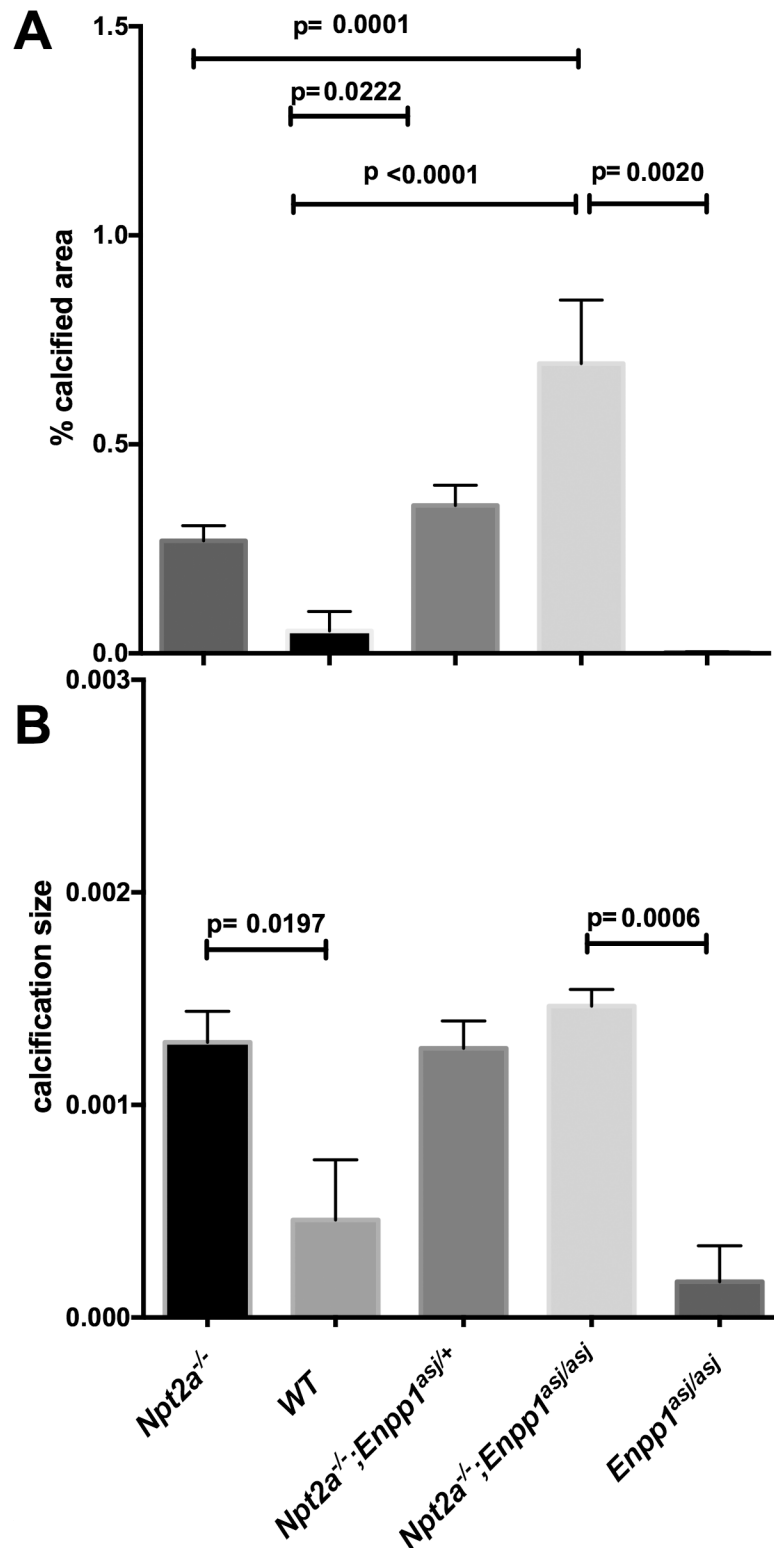 A
1.5
p= 0.0001
p= 0.0222
p <0.0001
p= 0.0020
1.0
% calcified area
0.5
0.0
0.003
B
0.002
p= 0.0197
p= 0.0006
calcification size
0.001
0.000
Npt2a-/-
WT
Npt2a-/-;Enpp1asj/+
Npt2a-/-;Enpp1asj/asj
Enpp1asj/asj